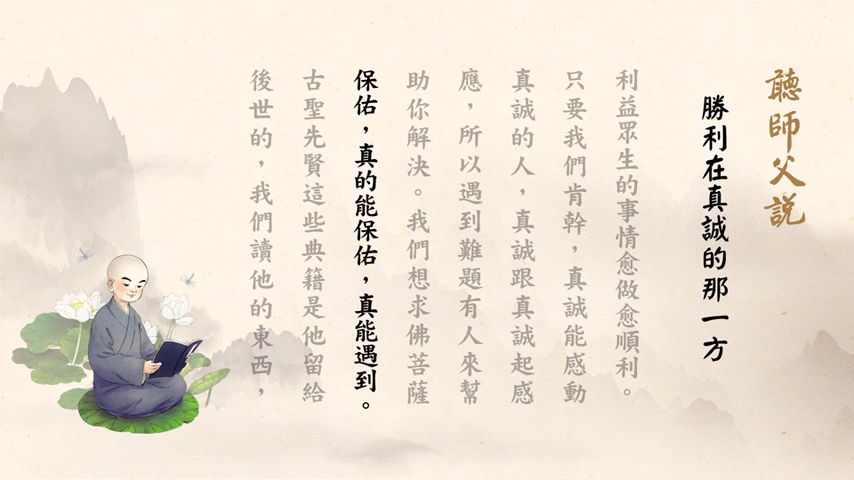 聽師父說
勝利在真誠的那一方
利益眾生的事情愈做愈順利。
只要我們肯幹，真誠能感動
真誠的人，真誠跟真誠起感
應，所以遇到難題有人來幫
助你解決。我們想求佛菩薩
保佑，真的能保佑，真能遇到。
古聖先賢這些典籍是他留給
後世的，我們讀他的東西，